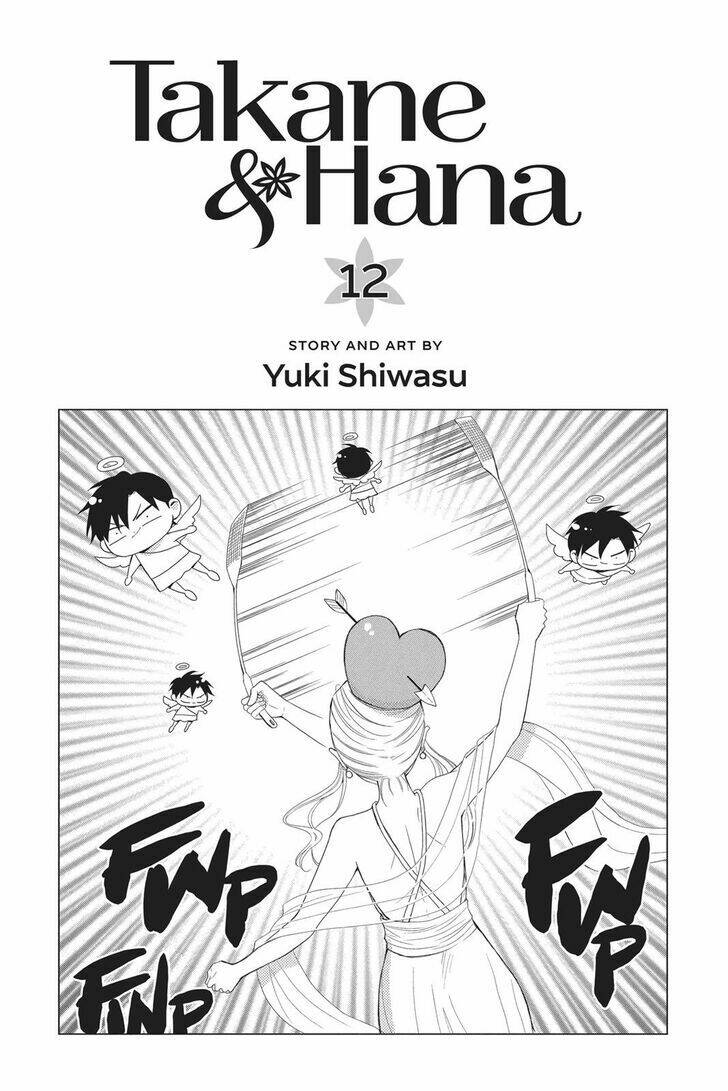 Takane
& Hana
12
STORY AND ART BY
Yuki Shiwasu
FWP
FWP
FWP